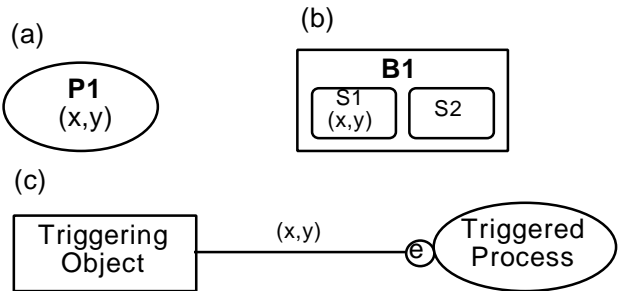 (a)
P1
(x,y)
(b)
B1
S1
(x,y)
S2
(c)
Triggering
Object
(x,y)
e
Triggered
Process